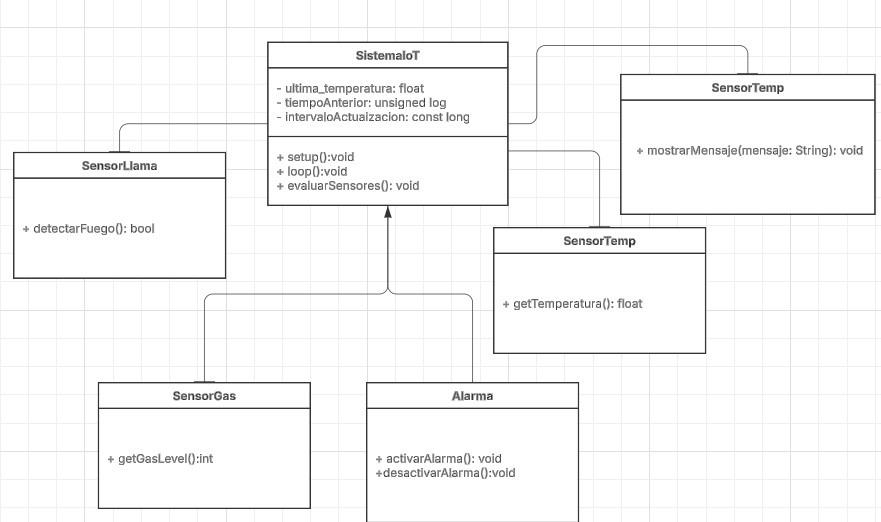 SistemaIoT
- ultima_temperatura: float
- tiempoAnterior: unsigned log
- intervaloActuaizacion: const long
+ setup():void
+ loop():void
+ evaluarSensores(): void
SensorTemp
+ mostrarMensaje(mensaje: String): void
SensorLlama
+ detectarFuego(): bool
SensorTemp
+ getTemperatura(): float
SensorGas
+ getGasLevel():int
Alarma
+ activarAlarma(): void
+desactivarAlarma():void